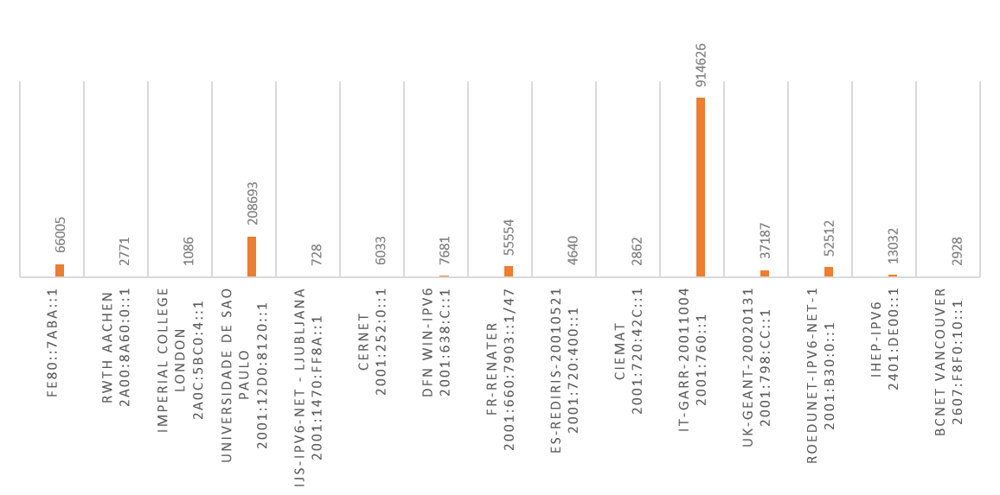 66005
2771
1086
208693
728
6033
7681
55554
4640
2862
914626
37187
52512
13032
2928
FE80::7ABA::1
RWTH AACHEN
2A00:8A60:0::1
IMPERIAL COLLEGE
LONDON
2A0C:5BC0:4::1
UNIVERSIDADE DE SAO
PAULO
2001:12D0:8120::1
IJS-IPV6-NET - LJUBLJANA
2001:1470:FF8A::1
CERNET
2001:252:0::1
DFN WIN-IPV6
2001:638:C::1
FR-RENATER
2001:660:7903::1/47
ES-REDIRIS-20010521
2001:720:400::1
CIEMAT
2001:720:42C::1
IT-GARR-20011004
2001:760::1
UK-GEANT-20020131
2001:798:CC::1
ROEDUNET-IPV6-NET-1
2001:B30:0::1
IHEP-IPV6
2401:DE00::1
BCNET VANCOUVER
2607:F8F0:10::1